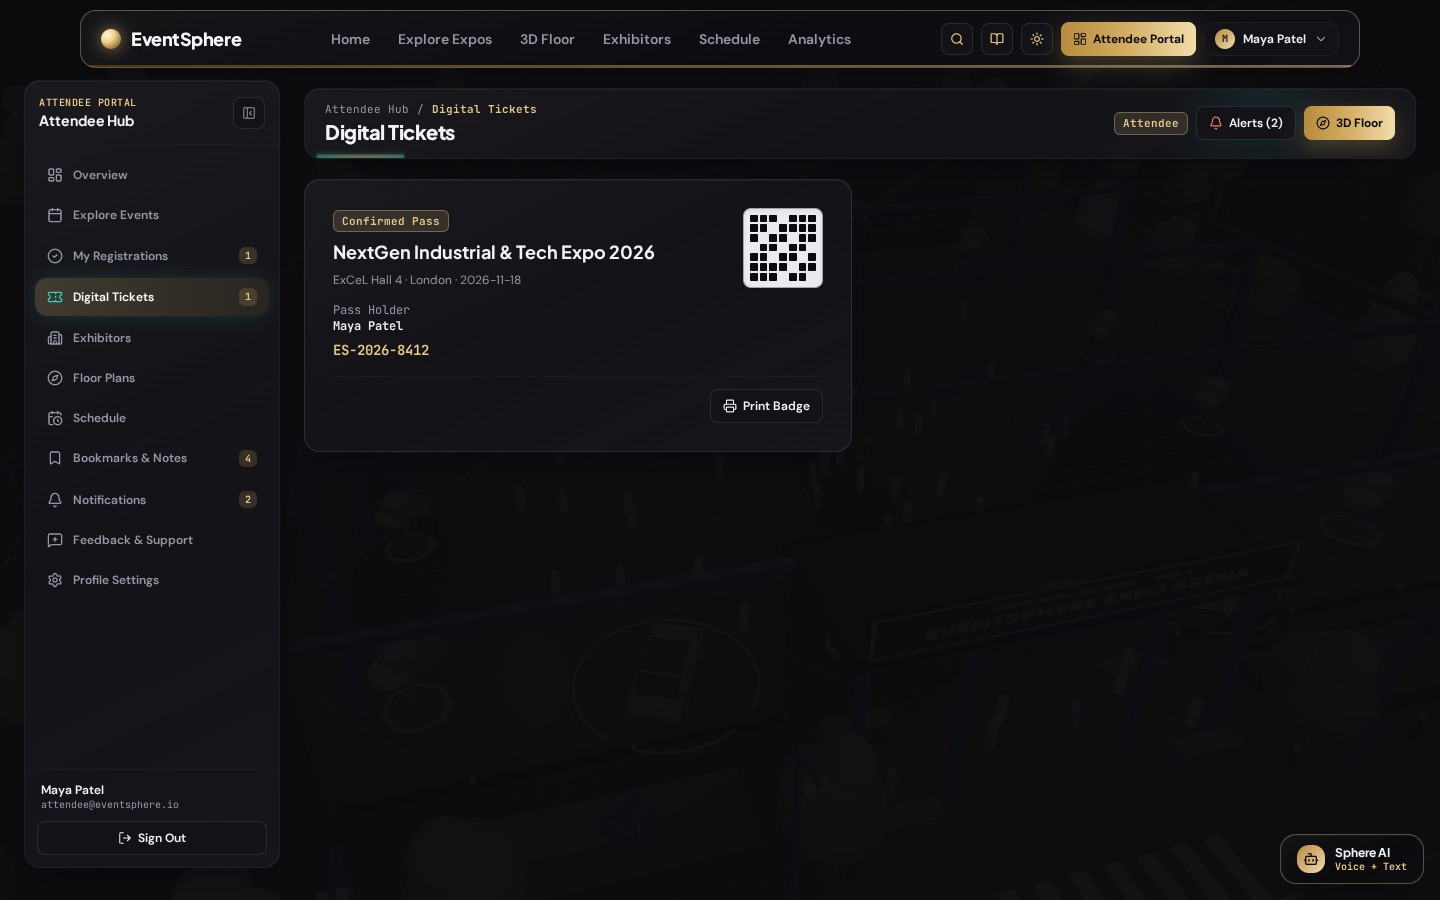 EventSphere
Home
Explore Expos
3D Floor
Exhibitors
Schedule
Analytics
Attendee Portal
M
Maya Patel
ATTENDEE PORTAL
Attendee Hub
Overview
Explore Events
My Registrations
1
Digital Tickets
1
Exhibitors
Floor Plans
Schedule
Bookmarks & Notes
4
Notifications
2
Feedback & Support
Profile Settings
Maya Patel
attendee@eventsphere.io
Sign Out
Attendee Hub / Digital Tickets
Digital Tickets
Attendee
Alerts (2)
3D Floor
Confirmed Pass
NextGen Industrial & Tech Expo 2026
ExCeL Hall 4 · London · 2026-11-18
Pass Holder
Maya Patel
ES-2026-8412
Print Badge
EVENTSPHERE EXPO ARENA
Sphere AI
Voice + Text